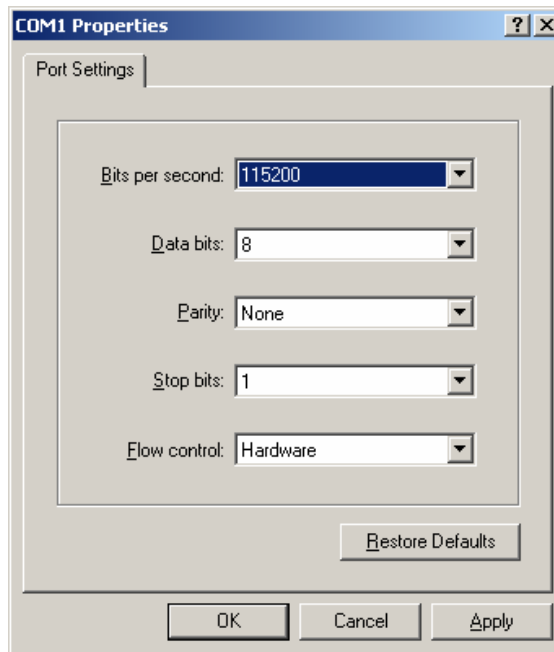 COM1 Properties
Port Settings
Bits per second: 115200
Data bits: 8
Parity: None
Stop bits: 1
Flow control: Hardware
Restore Defaults
OK Cancel Apply